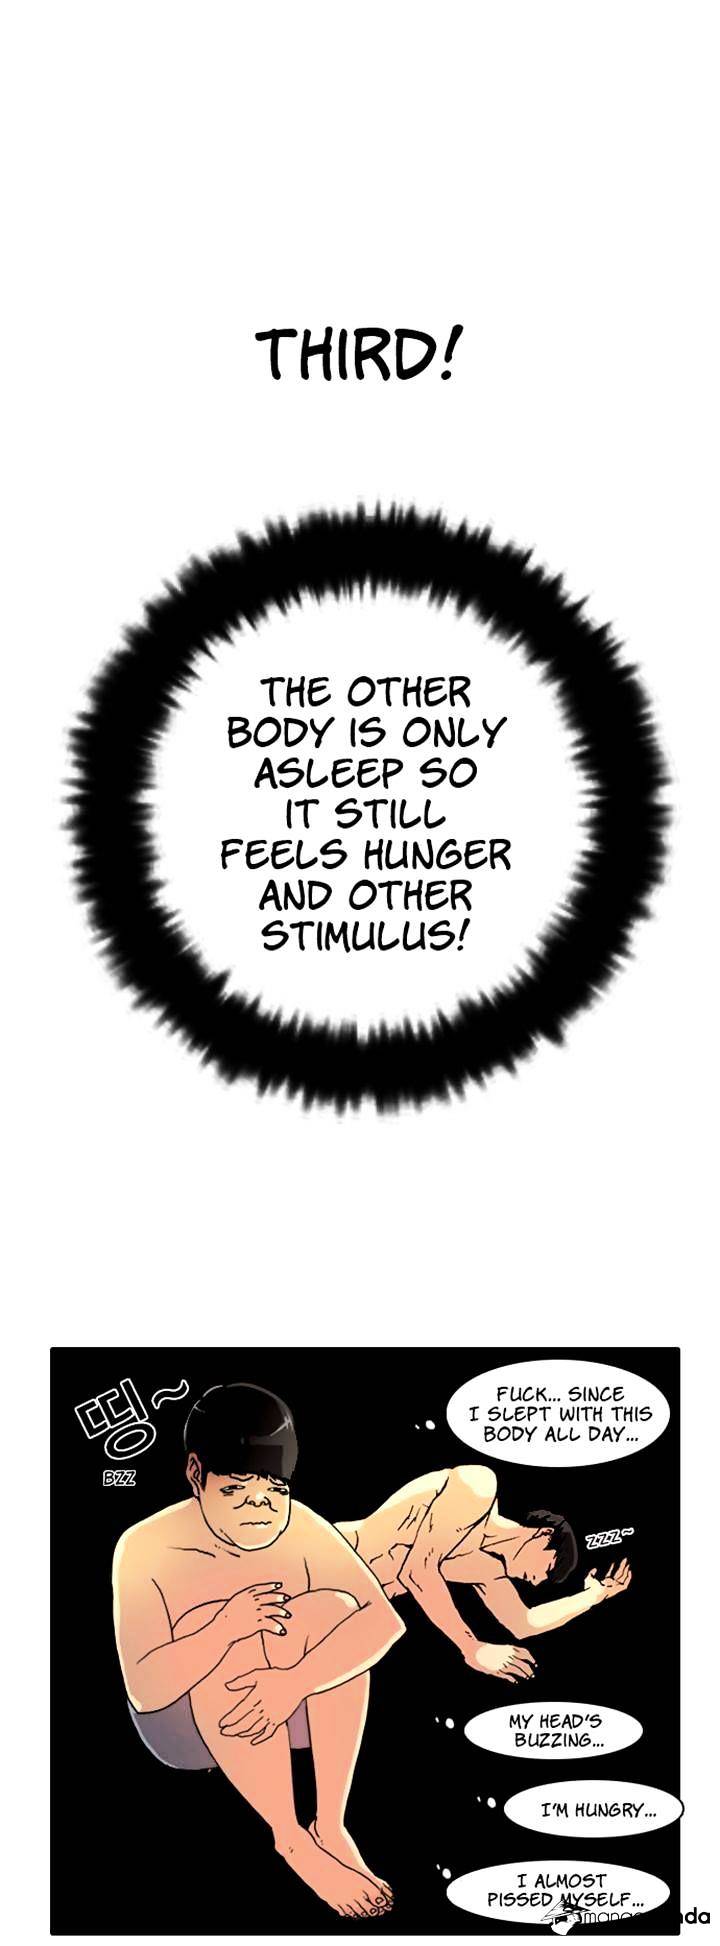 THIRD!
THE OTHER
BODY IS ONLY
ASLEEP SO
IT STILL
FEELS HUNGER
AND OTHER
STIMULUS!
띵~
BZZ
FUCK... SINCE
I SLEPT WITH THIS
BODY ALL DAY...
ZZZ~
MY HEAD'S
BUZZING...
I'M HUNGRY...
I ALMOST
PISSED MYSELF...